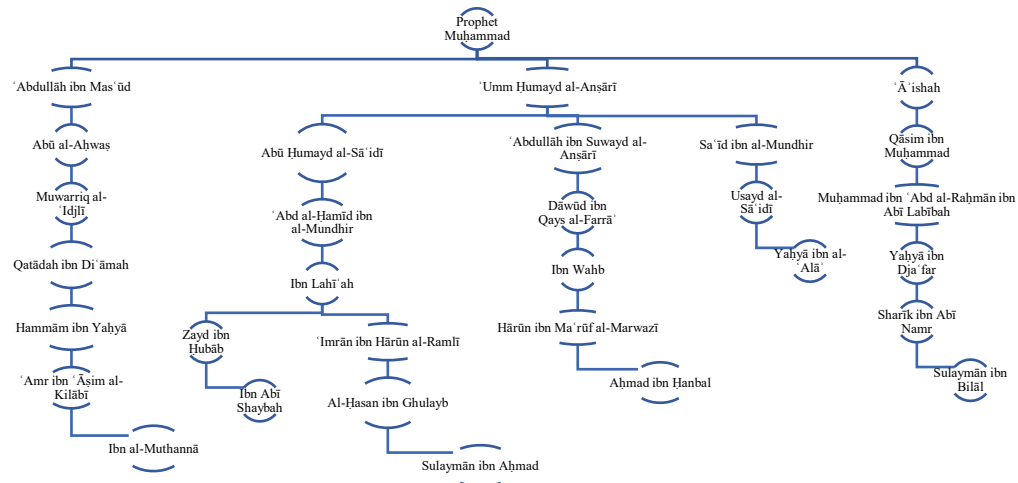 Prophet
Muḥammad
ʿAbdullāh ibn Masʿūd
ʿUmm Ḥumayd al-Anṣārī
ʿĀʾishah
Abū al-Aḥwaṣ
Abū Ḥumayd al-Sāʿidī
ʿAbdullāh ibn Suwayd al-
Anṣārī
Saʿīd ibn al-Mundhir
Qāsim ibn
Muḥammad
Muwarriq al-
ʿIdjlī
ʿAbd al-Ḥamīd ibn
al-Mundhir
Dāwūd ibn
Qays al-Farrāʾ
Usayd al-
Sāʿidī
Muḥammad ibn ʿAbd al-Raḥmān ibn
Abī Labībah
Qatādah ibn Diʿāmah
Ibn Lahīʿah
Ibn Wahb
Yaḥyā ibn al-
ʿAlāʾ
Yaḥyā ibn
Djaʿfar
Hammām ibn Yaḥyā
Zayd ibn
Ḥubāb
ʿImrān ibn Hārūn al-Ramlī
Hārūn ibn Maʿrūf al-Marwazī
Sharīk ibn Abī
Namr
ʿAmr ibn ʿĀṣim al-
Kilābī
Ibn Abī
Shaybah
Al-Ḥasan ibn Ghulayb
Aḥmad ibn Ḥanbal
Sulaymān ibn
Bilāl
Ibn al-Muthannā
Sulaymān ibn Aḥmad